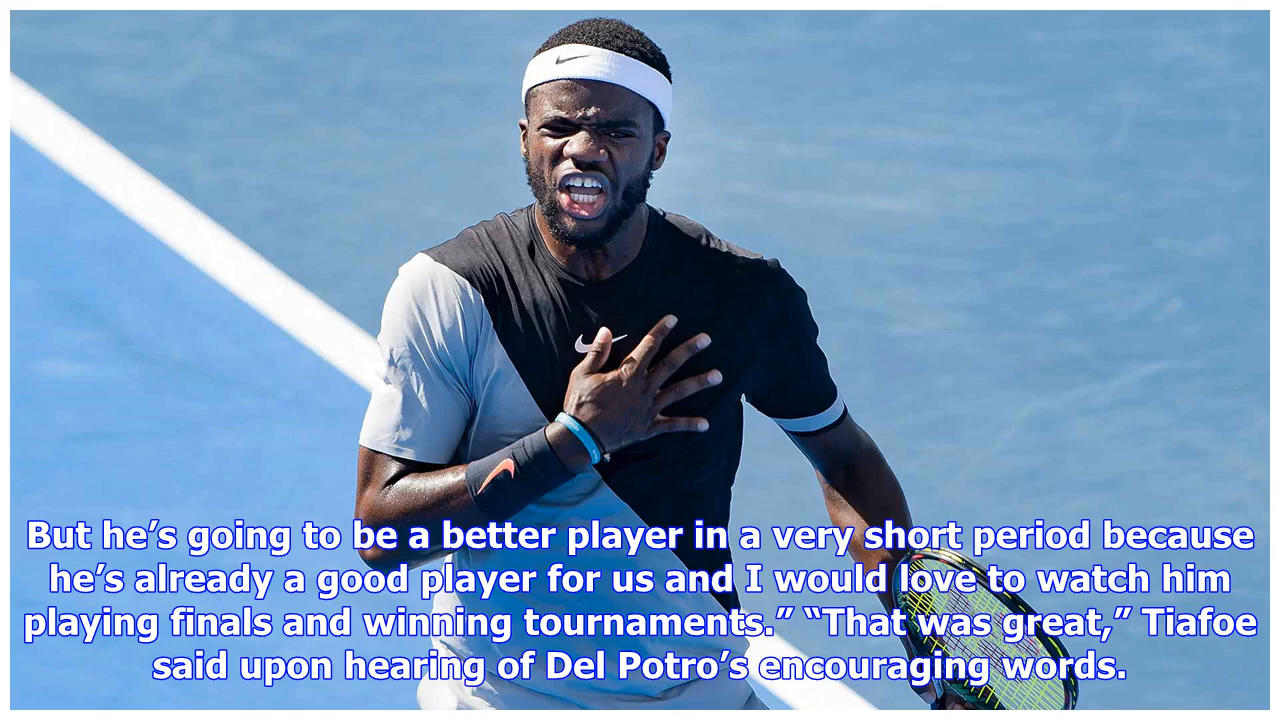 But he’s going to be a better player in a very short period because
he’s already a good player for us and I would love to watch him
playing finals and winning tournaments.” “That was great,” Tiafoe
said upon hearing of Del Potro’s encouraging words.